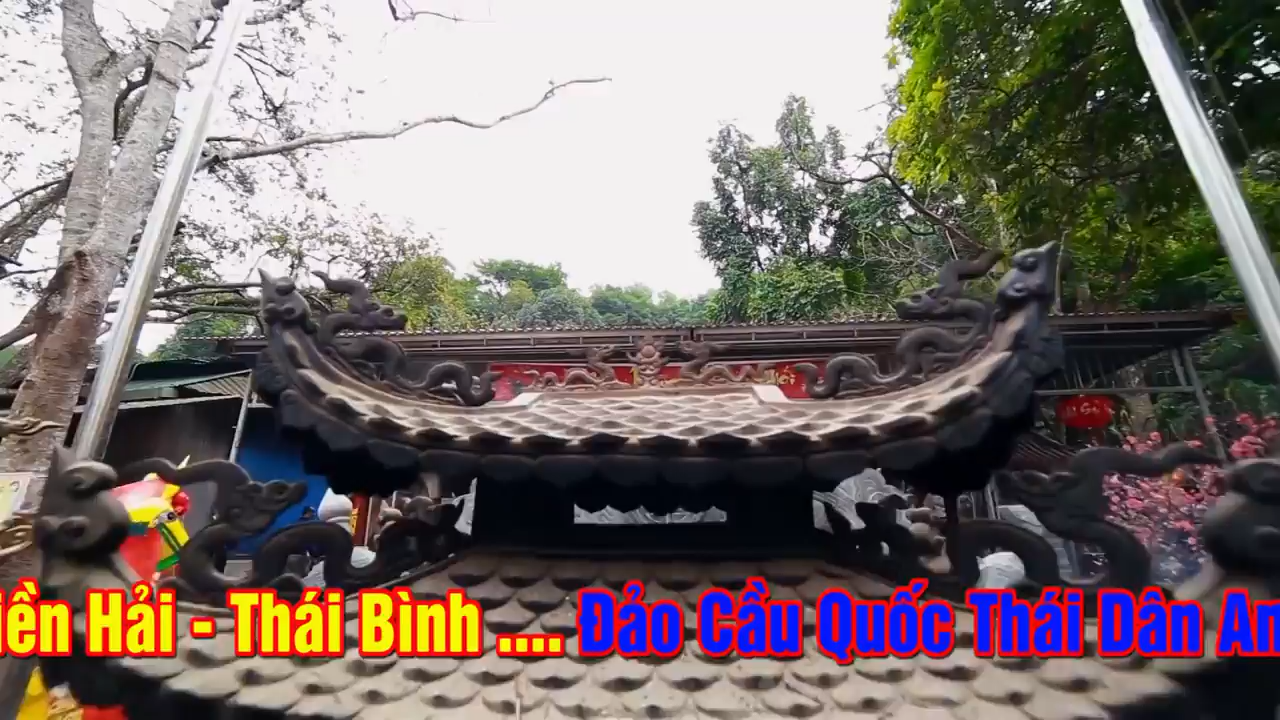 iền Hải - Thái Bình .... Đảo Cầu Quốc Thái Dân An